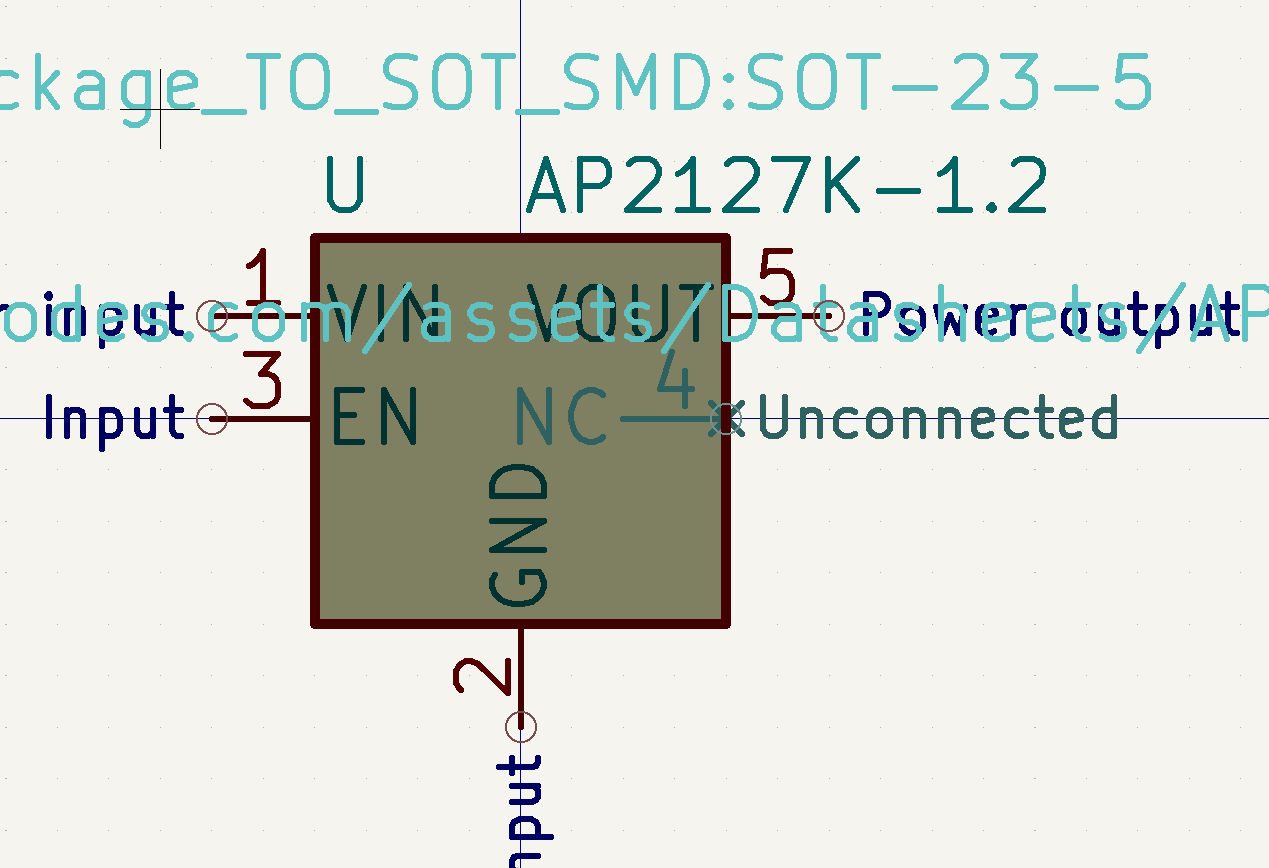 ckage_TO_SOT_SMD:SOT-23-5
U AP2127K-1.2
1 5
r input VIN VOUT Power output
odes.com/assets/Datasheets/AP
3 4
Input EN NC Unconnected
GND
2
nput